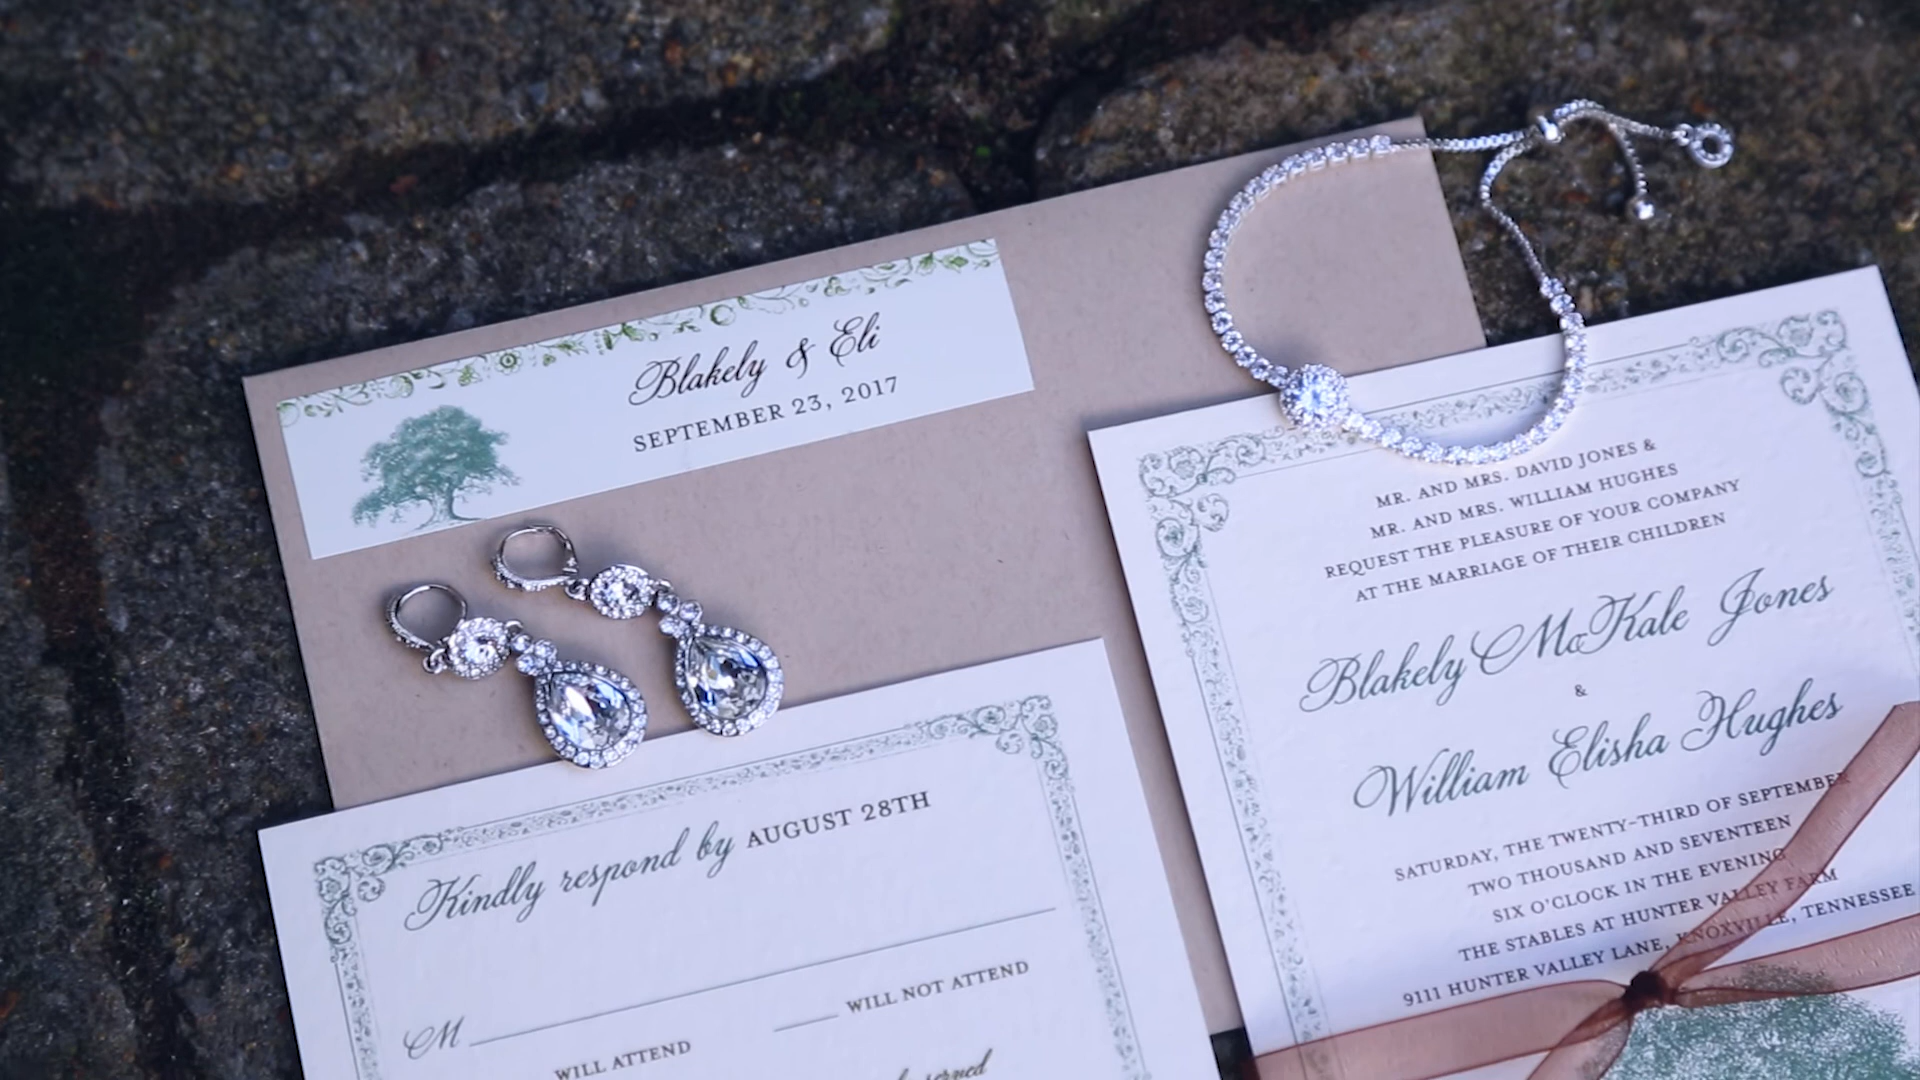 Blakely & Eli
SEPTEMBER 23, 2017
MR. AND MRS. DAVID JONES &
MR. AND MRS. WILLIAM HUGHES
REQUEST THE PLEASURE OF YOUR COMPANY
AT THE MARRIAGE OF THEIR CHILDREN
Blakely McKale Jones
&
William Elisha Hughes
SATURDAY, THE TWENTY-THIRD OF SEPTEMBER
TWO THOUSAND AND SEVENTEEN
SIX O'CLOCK IN THE EVENING
THE STABLES AT HUNTER VALLEY FARM
9111 HUNTER VALLEY LANE, KNOXVILLE, TENNESSEE
Kindly respond by AUGUST 28TH
M
WILL ATTEND
WILL NOT ATTEND